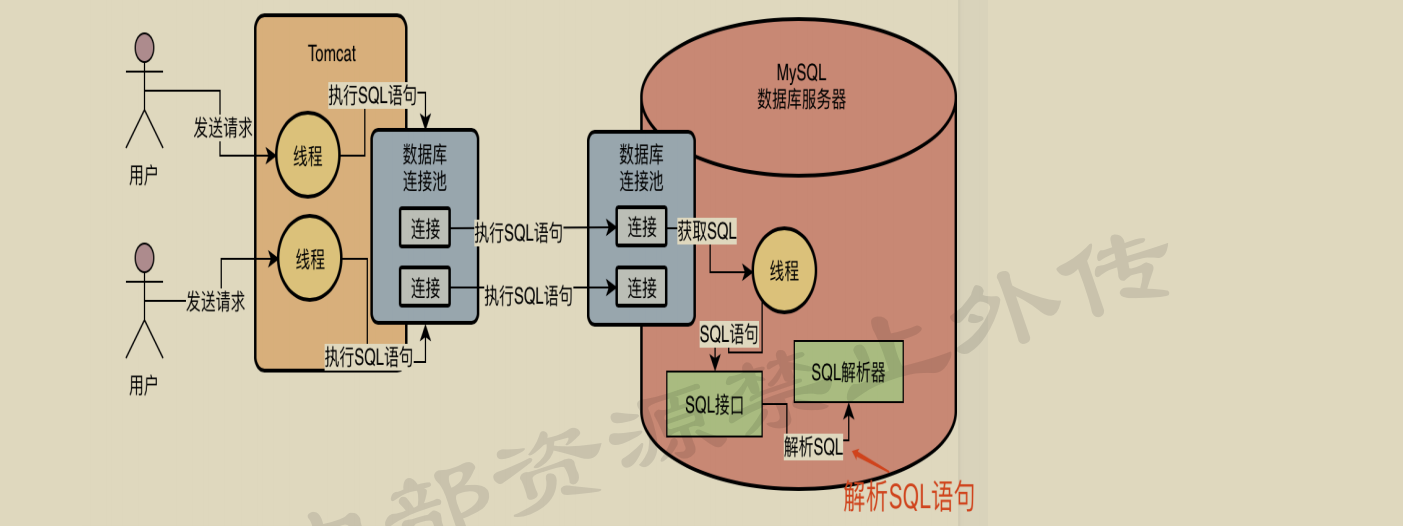 Tomcat
MySQL
数据库服务器
执行SQL语句
发送请求
线程
用户
数据库
连接池
数据库
连接池
连接
执行SQL语句
连接
获取SQL
线程
线程
连接
执行SQL语句
连接
发送请求
SQL语句
执行SQL语句
用户
SQL接口
SQL解析器
解析SQL
解析SQL语句
部资源禁止外传